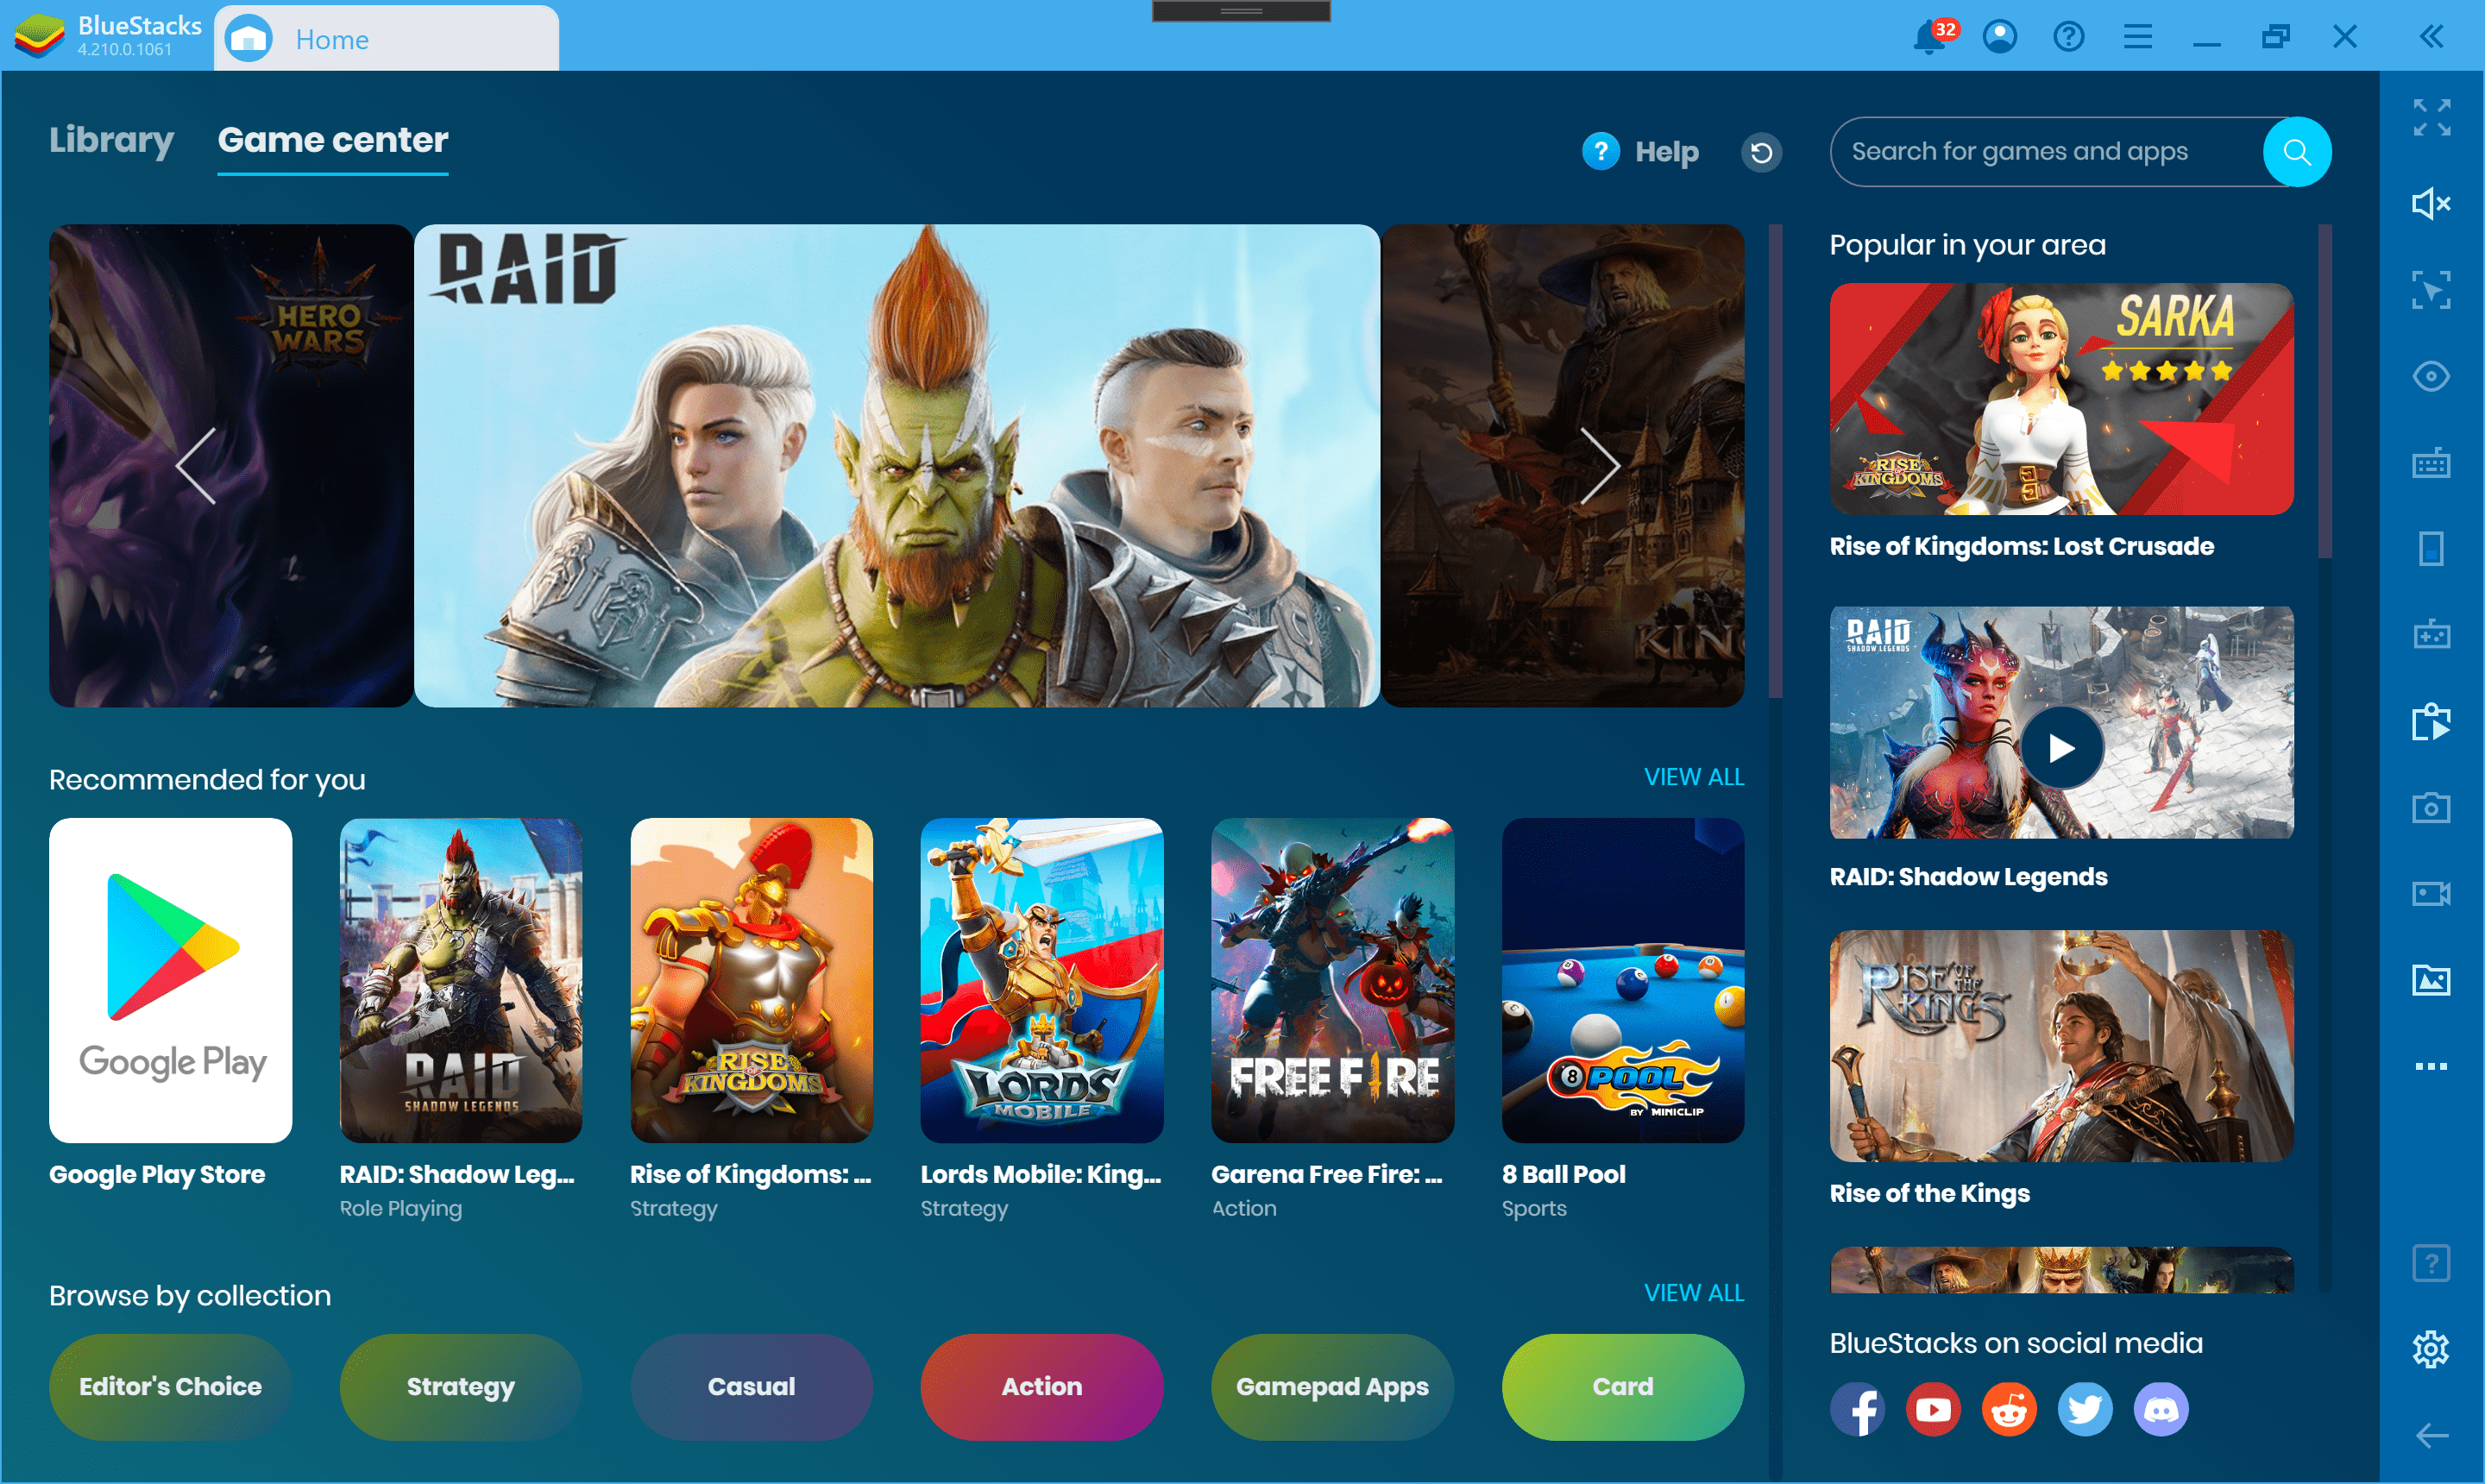 BlueStacks
4.210.0.1061
Home
32
Library
Game center
? Help
Search for games and apps
HERO
WARS
RAID
Popular in your area
SARKA
RISE
OF
KINGDOMS
Rise of Kingdoms: Lost Crusade
RAID
SHADOW LEGENDS
RAID: Shadow Legends
RISE OF
THE
KINGS
Rise of the Kings
Recommended for you
VIEW ALL
Google Play
RAID
SHADOW LEGENDS
RISE
OF
KINGDOMS
LORDS
MOBILE
FREE FIRE
8 POOL
BY MINICLIP
Google Play Store
RAID: Shadow Leg...
Rise of Kingdoms: ...
Lords Mobile: King...
Garena Free Fire: ...
8 Ball Pool
Role Playing
Strategy
Strategy
Action
Sports
Browse by collection
VIEW ALL
Editor's Choice
Strategy
Casual
Action
Gamepad Apps
Card
BlueStacks on social media